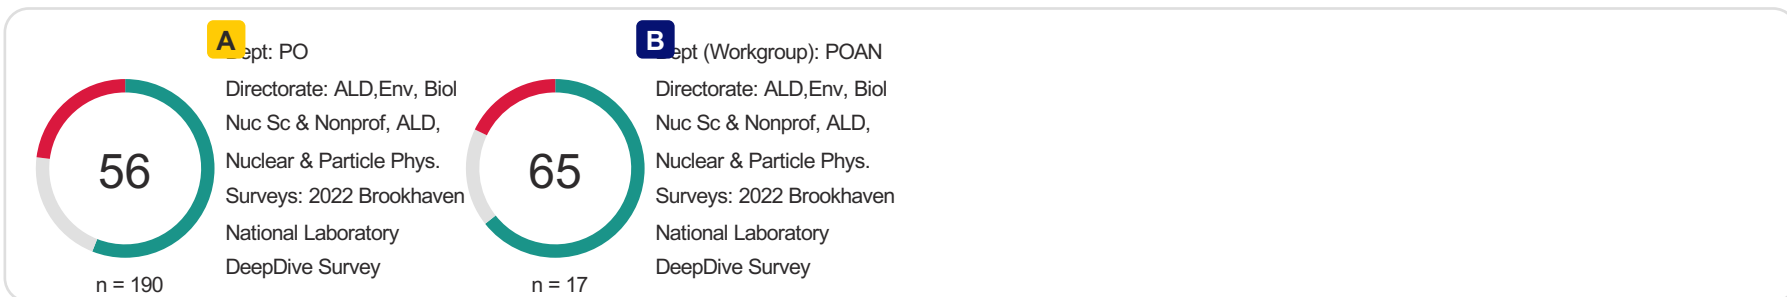 A
ept: PO
Directorate: ALD,Env, Biol
Nuc Sc & Nonprof, ALD,
Nuclear & Particle Phys.
Surveys: 2022 Brookhaven
National Laboratory
DeepDive Survey
56
n = 190
B
ept (Workgroup): POAN
Directorate: ALD,Env, Biol
Nuc Sc & Nonprof, ALD,
Nuclear & Particle Phys.
Surveys: 2022 Brookhaven
National Laboratory
DeepDive Survey
65
n = 17